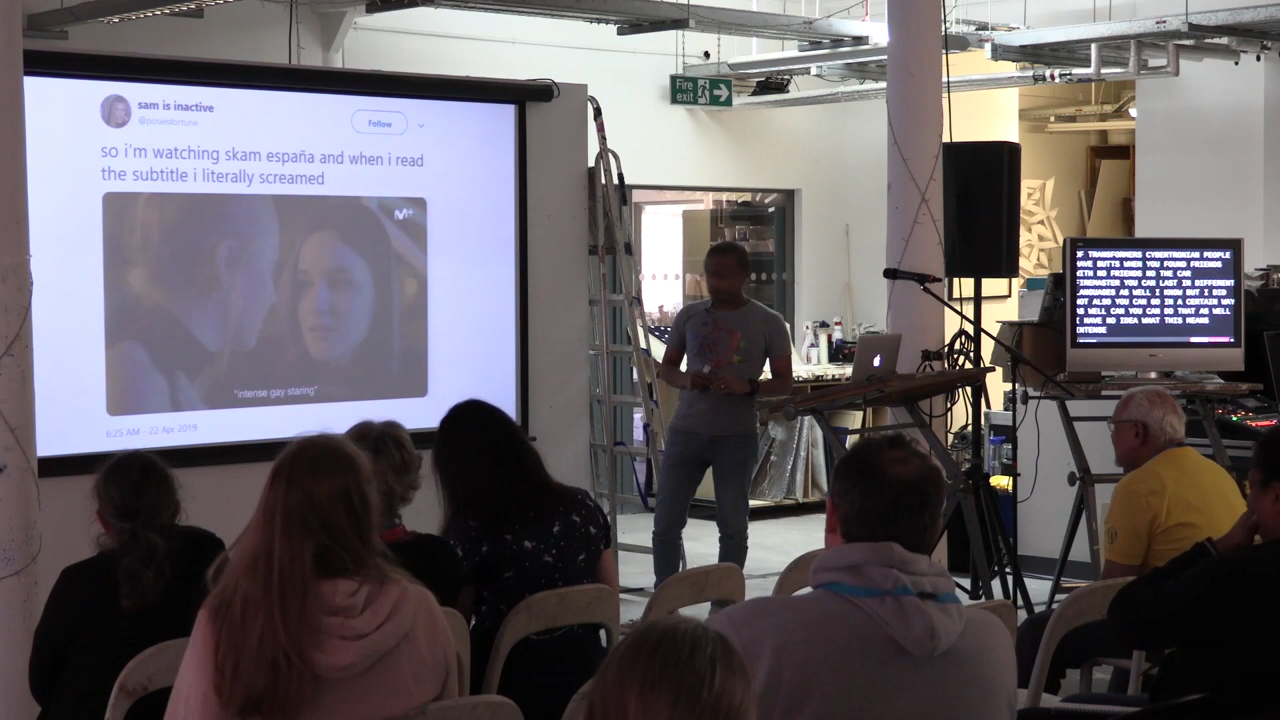 sam is inactive
@posiesfortune
Follow
so i'm watching skam españa and when i read
the subtitle i literally screamed
M+
*intense gay staring*
6:25 AM - 22 Apr 2019
Fire
exit
OF TRANSFORMERS CYBERTRONIAN PEOPLE
HAVE BUTTS WHEN YOU FOUND FRIENDS
WITH NO FRIENDS NO THE CAR
FIREMASTER YOU CAN LAST IN DIFFERENT
LANGUAGES AS WELL I KNOW BUT I DID
NOT ALSO YOU CAN GO IN A CERTAIN WAY
AS WELL CAN YOU CAN DO THAT AS WELL
I HAVE NO IDEA WHAT THIS MEANS
INTENSE